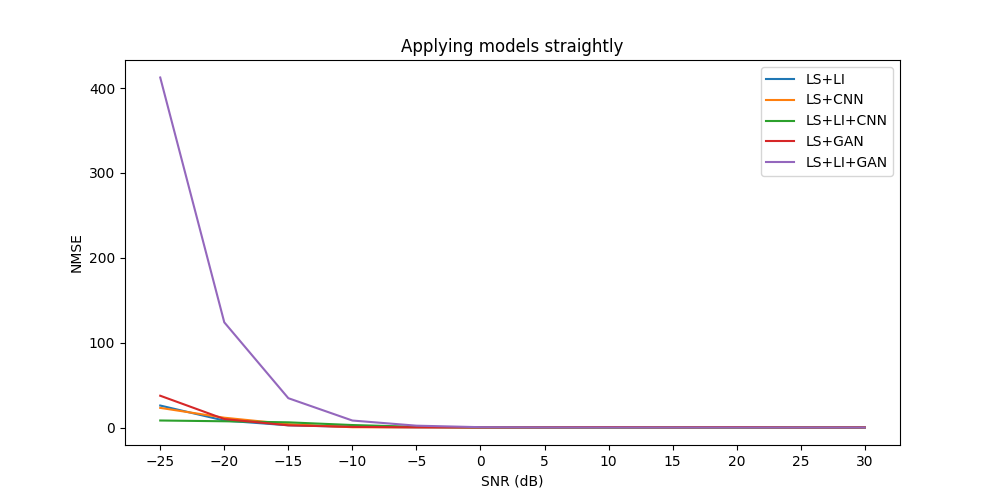 Applying models straightly
LS+LI
LS+CNN
LS+LI+CNN
LS+GAN
LS+LI+GAN
NMSE
400
300
200
100
0
−25 −20 −15 −10 −5 0 5 10 15 20 25 30
SNR (dB)